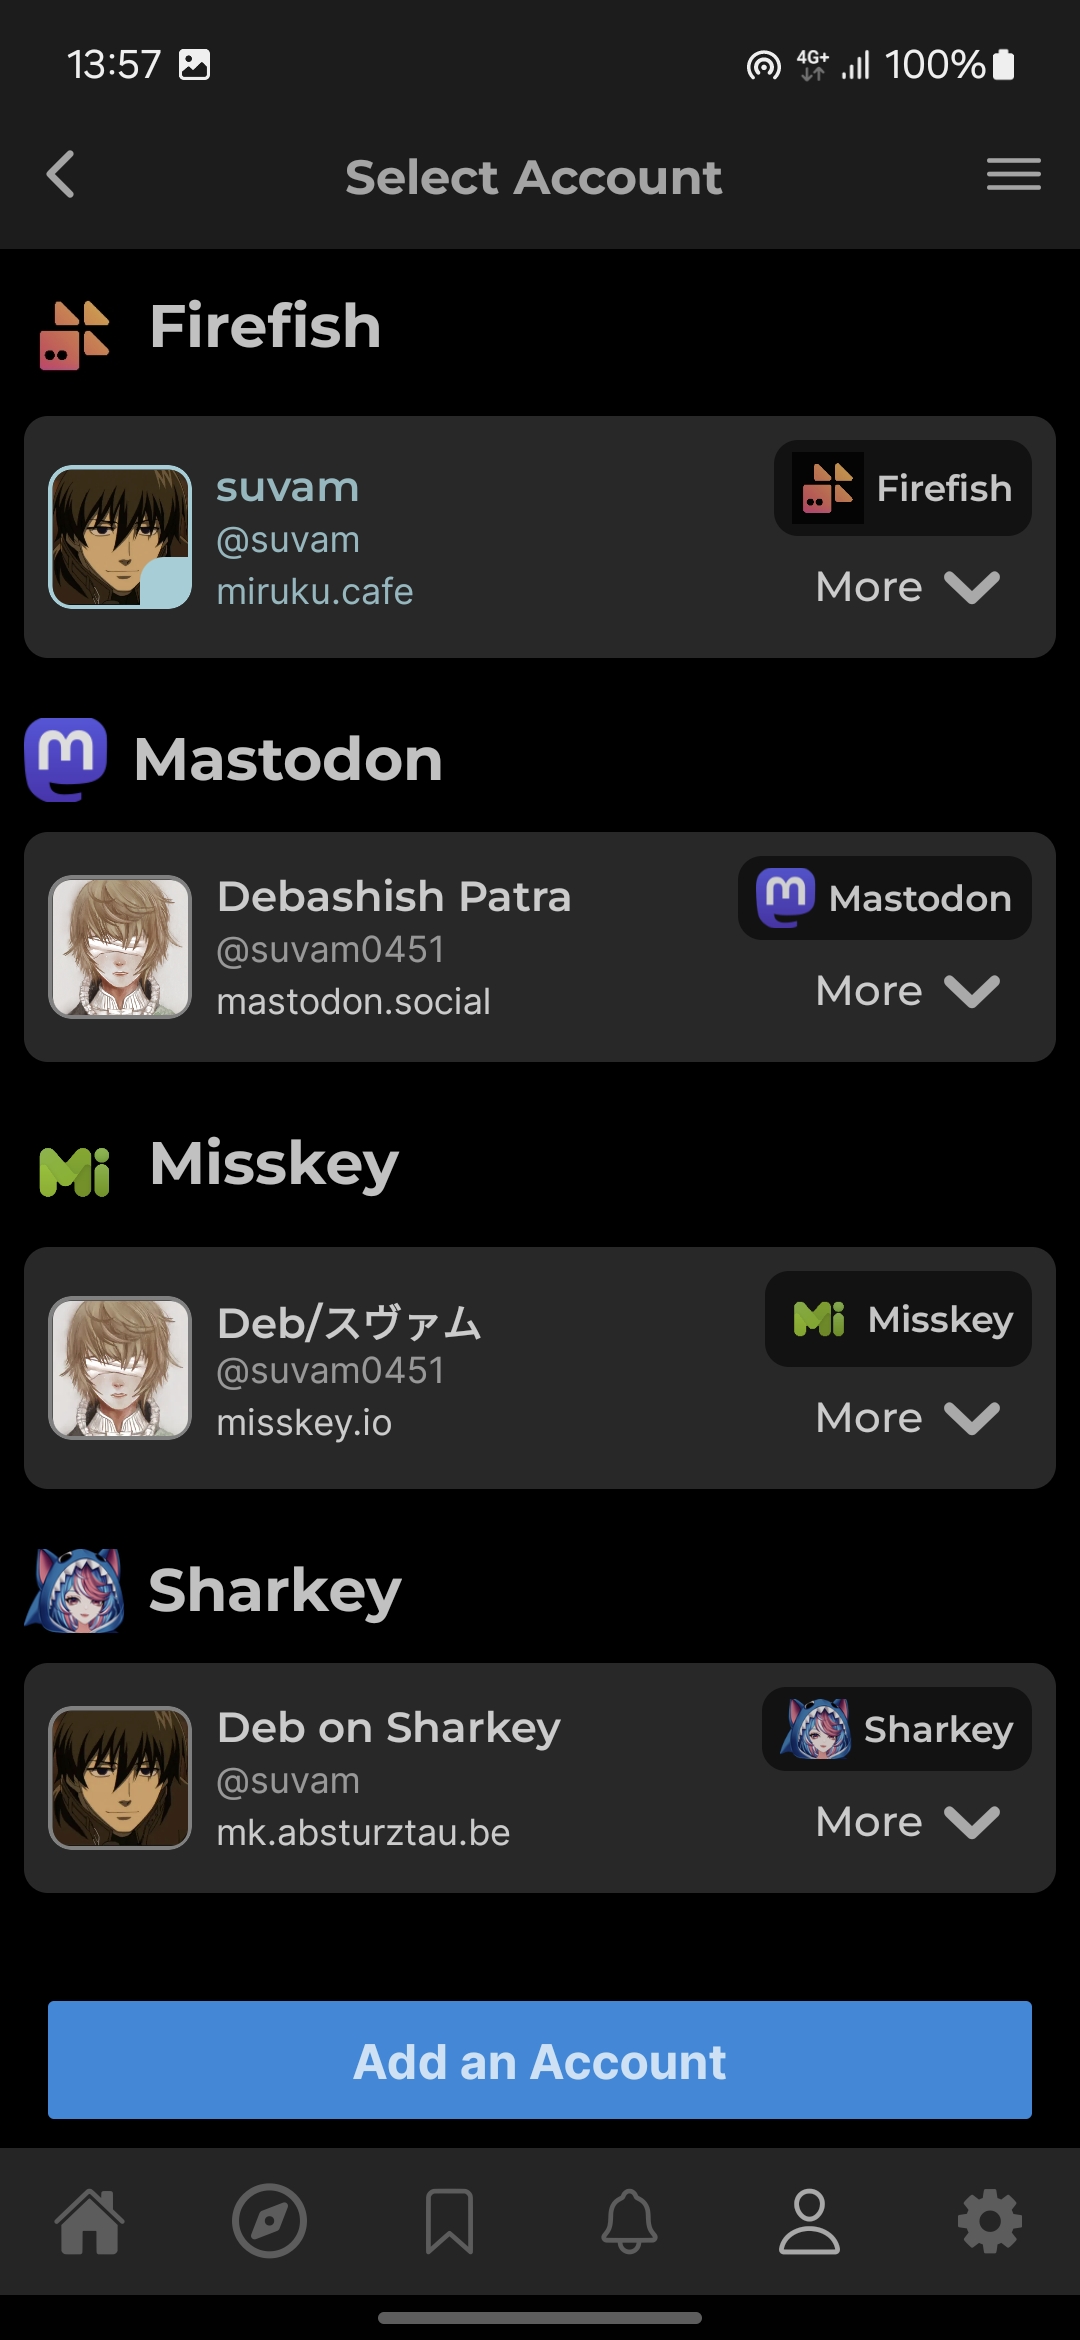 13:57
4G+
100%
Select Account
Firefish
suvam
@suvam
miruku.cafe
Firefish
More
Mastodon
Debashish Patra
@suvam0451
mastodon.social
Mastodon
More
Misskey
Deb/スヴァム
@suvam0451
misskey.io
Misskey
More
Sharkey
Deb on Sharkey
@suvam
mk.absturztau.be
Sharkey
More
Add an Account